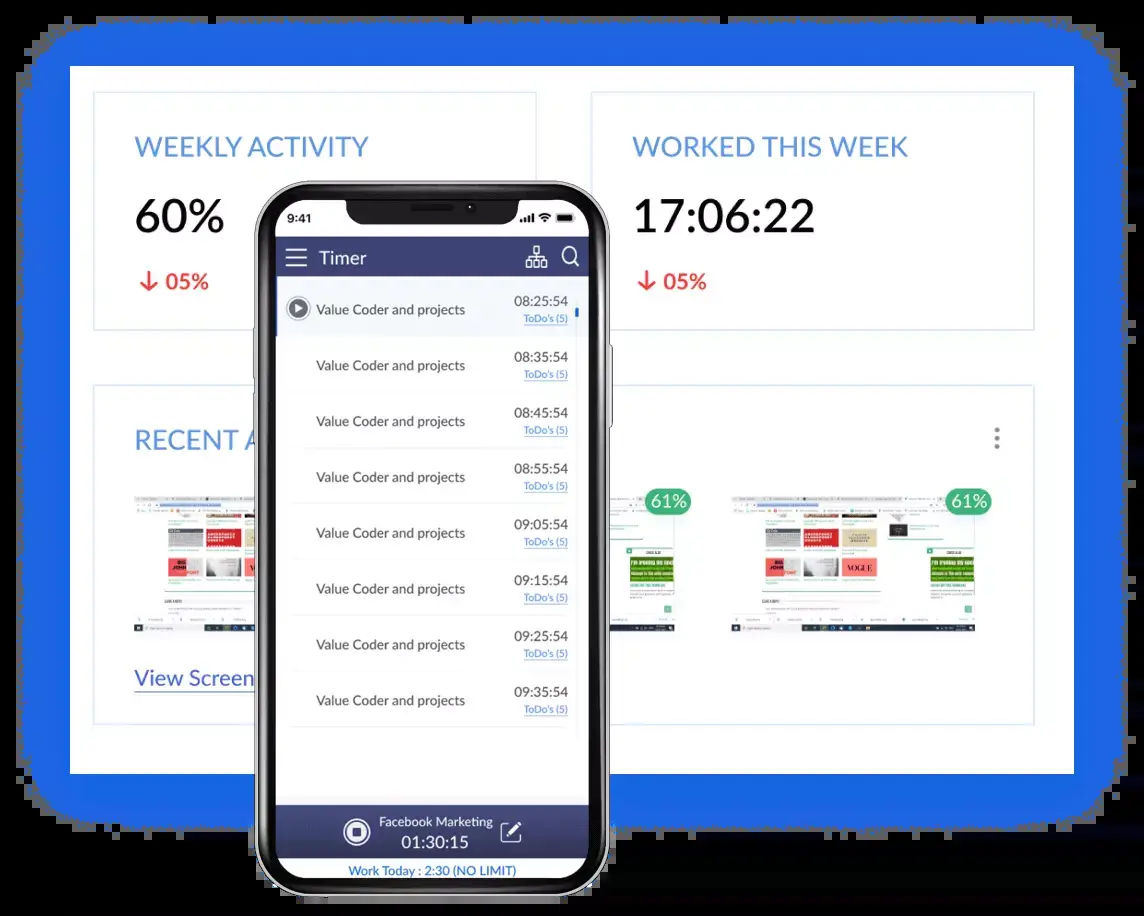 WEEKLY ACTIVITY
60%
05%
WORKED THIS WEEK
17:06:22
05%
RECENT
61%
61%
VOGUE
View Screen
9:41
Timer
Value Coder and projects
08:25:54
ToDo's (5)
Value Coder and projects
08:35:54
ToDo's (5)
Value Coder and projects
08:45:54
ToDo's (5)
Value Coder and projects
08:55:54
ToDo's (5)
Value Coder and projects
09:05:54
ToDo's (5)
Value Coder and projects
09:15:54
ToDo's (5)
Value Coder and projects
09:25:54
ToDo's (5)
Value Coder and projects
09:35:54
ToDo's (5)
Facebook Marketing
01:30:15
Work Today : 2:30 (NO LIMIT)